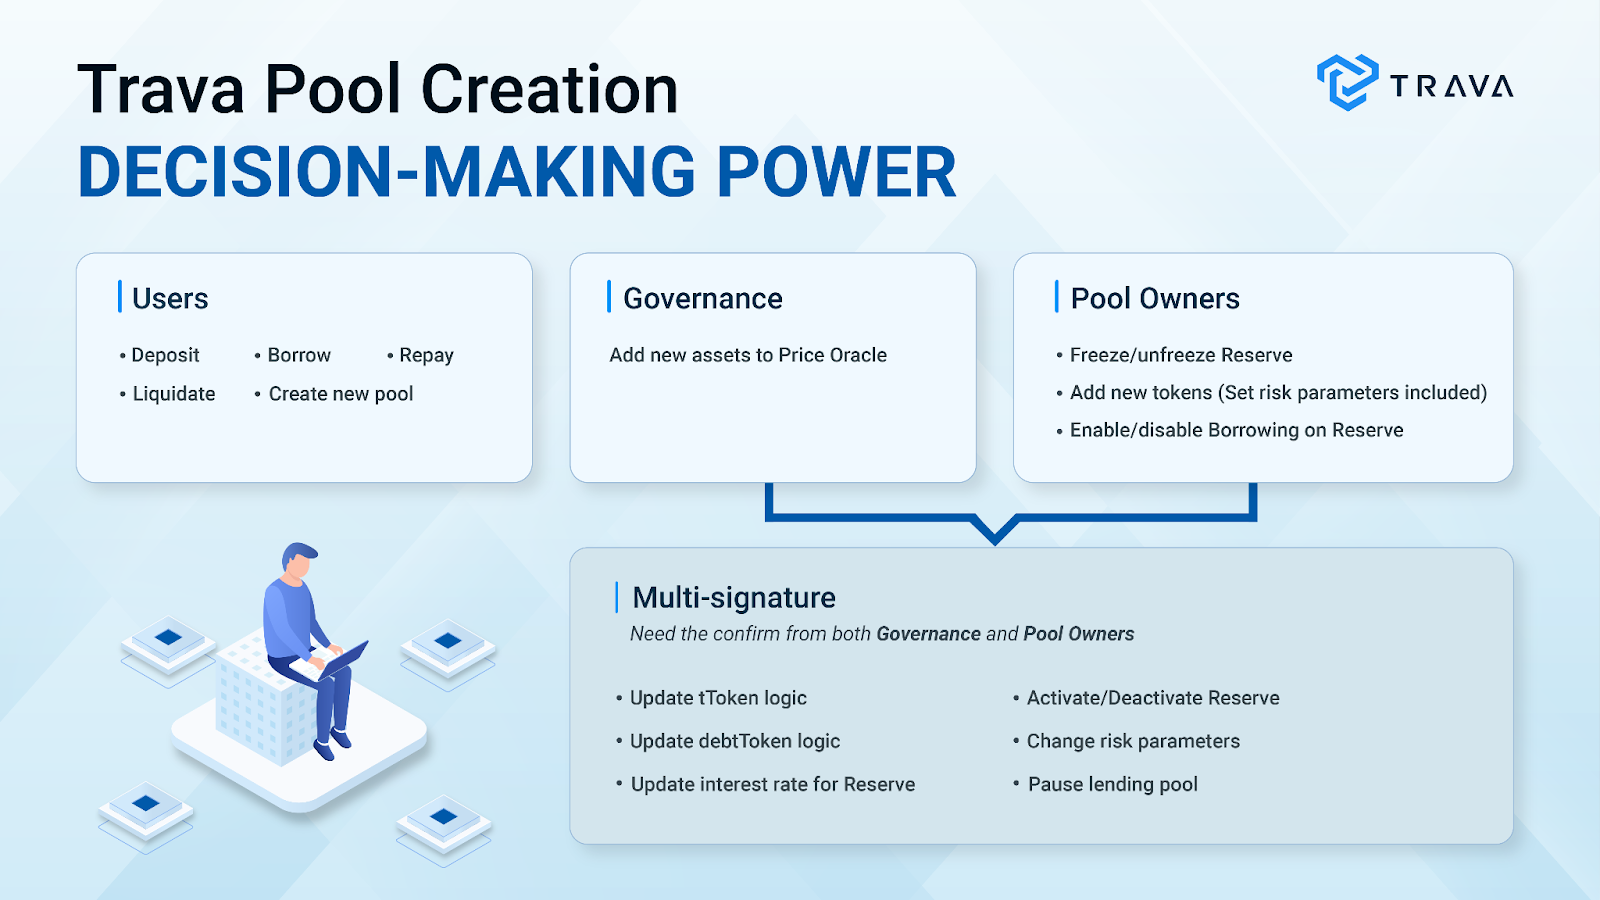 Trava Pool Creation
DECISION-MAKING POWER
TRAVA
Users
• Deposit • Borrow • Repay
• Liquidate • Create new pool
Governance
Add new assets to Price Oracle
Pool Owners
• Freeze/unfreeze Reserve
• Add new tokens (Set risk parameters included)
• Enable/disable Borrowing on Reserve
Multi-signature
Need the confirm from both Governance and Pool Owners
• Update tToken logic
• Update debtToken logic
• Update interest rate for Reserve
• Activate/Deactivate Reserve
• Change risk parameters
• Pause lending pool